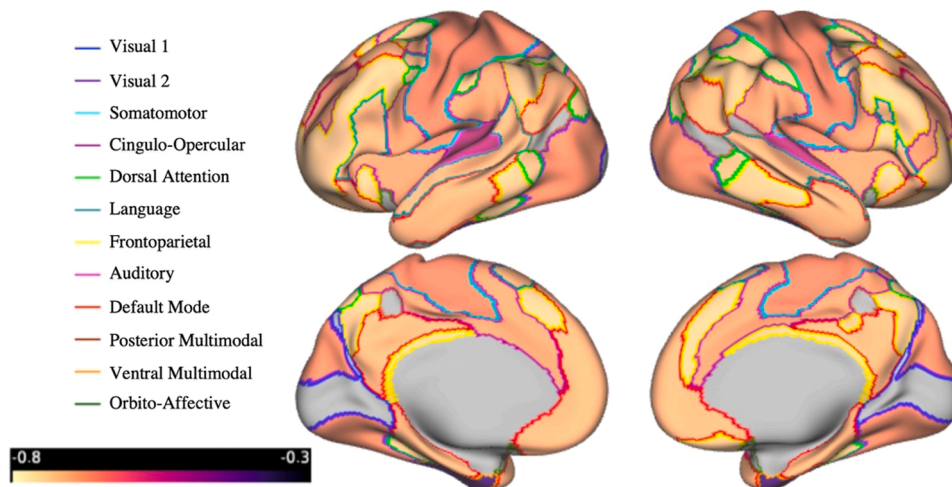 Visual 1
Visual 2
Somatomotor
Cingulo-Opercular
Dorsal Attention
Language
Frontoparietal
Auditory
Default Mode
Posterior Multimodal
Ventral Multimodal
Orbito-Affective
-0.8 -0.3